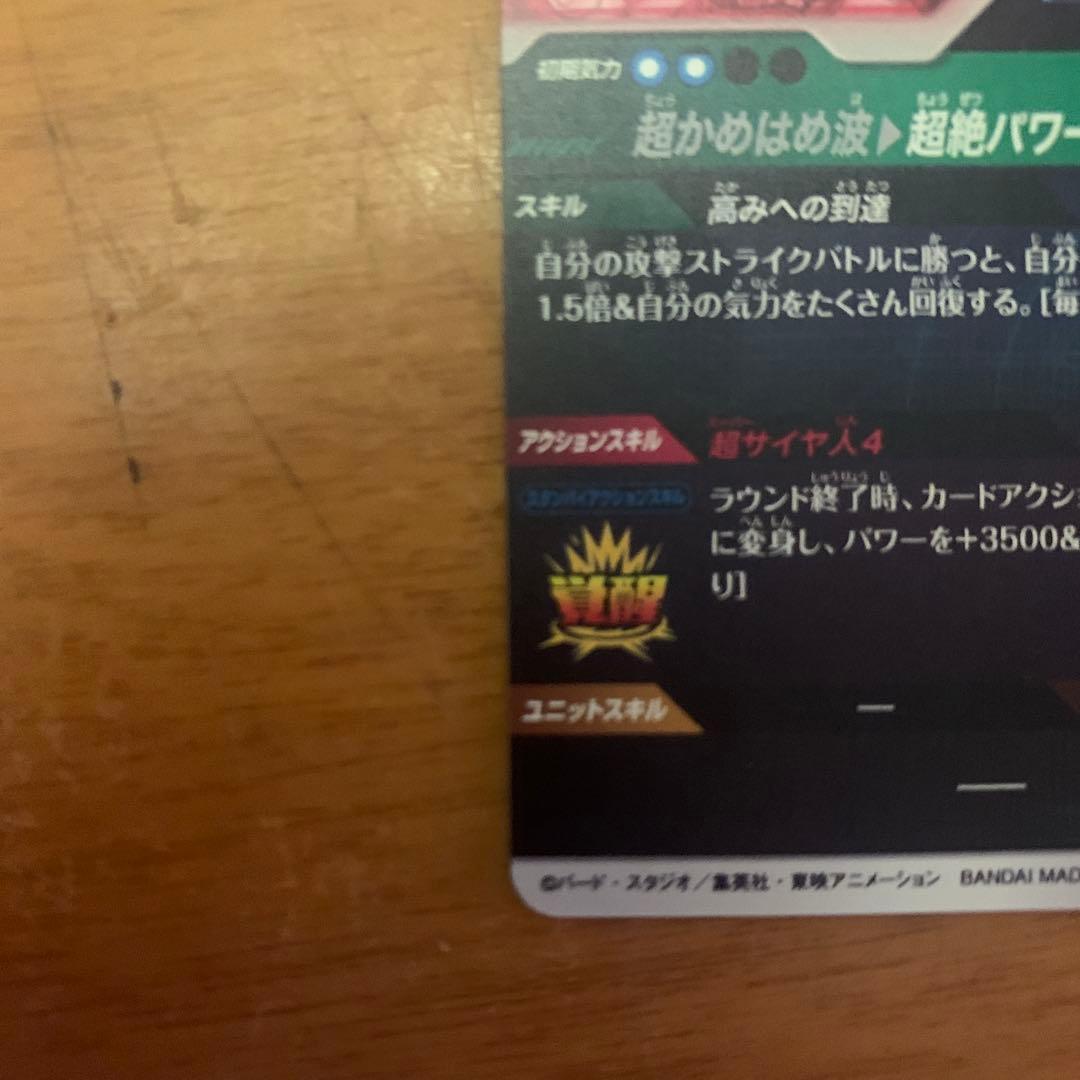 初期気力
超かめはめ波▶超絶パワー
スキル
高みへの到達
自分の攻撃ストライクバトルに勝つと、自分
1.5倍&自分の気力をたくさん回復する。[毎
アクションスキル
超サイヤ人4
スタンバイアクションスキル
ラウンド終了時、カードアクシ
に変身し、パワーを+3500&
り]
覚醒
ユニットスキル
ー
©バード・スタジオ/集英社・東映アニメーション BANDAI MAD